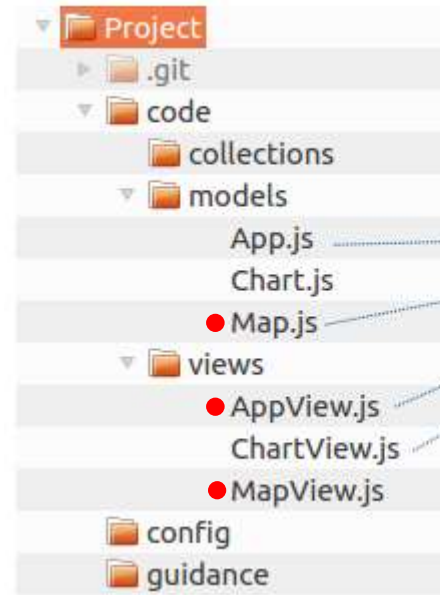 Project
.git
code
collections
models
App.js
Chart.js
Map.js
views
AppView.js
ChartView.js
MapView.js
config
guidance